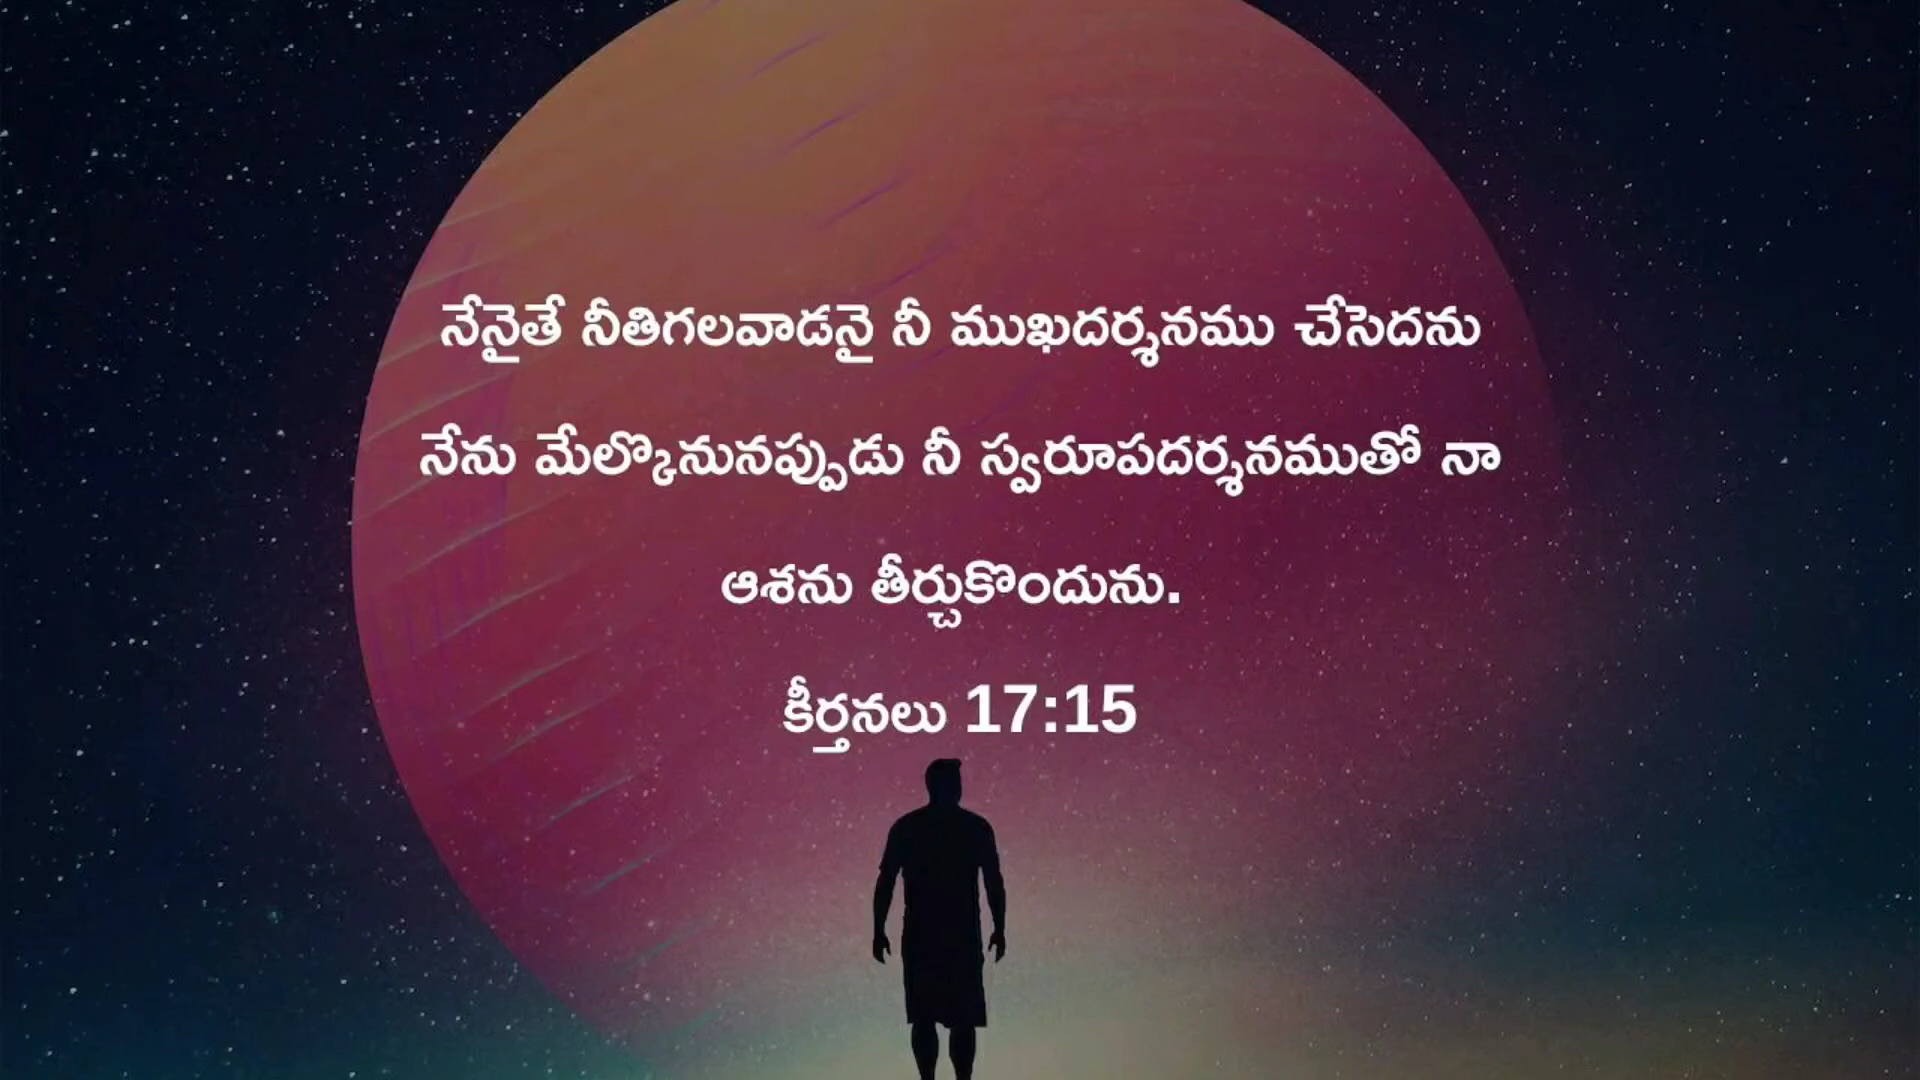 నేనైతే నీతిగలవాడనై నీ ముఖదర్శనము చేసెదను
నేను మేల్కొనునప్పుడు నీ స్వరూపదర్శనముతో నా
ఆశను తీర్చుకొందును.
కీర్తనలు 17:15